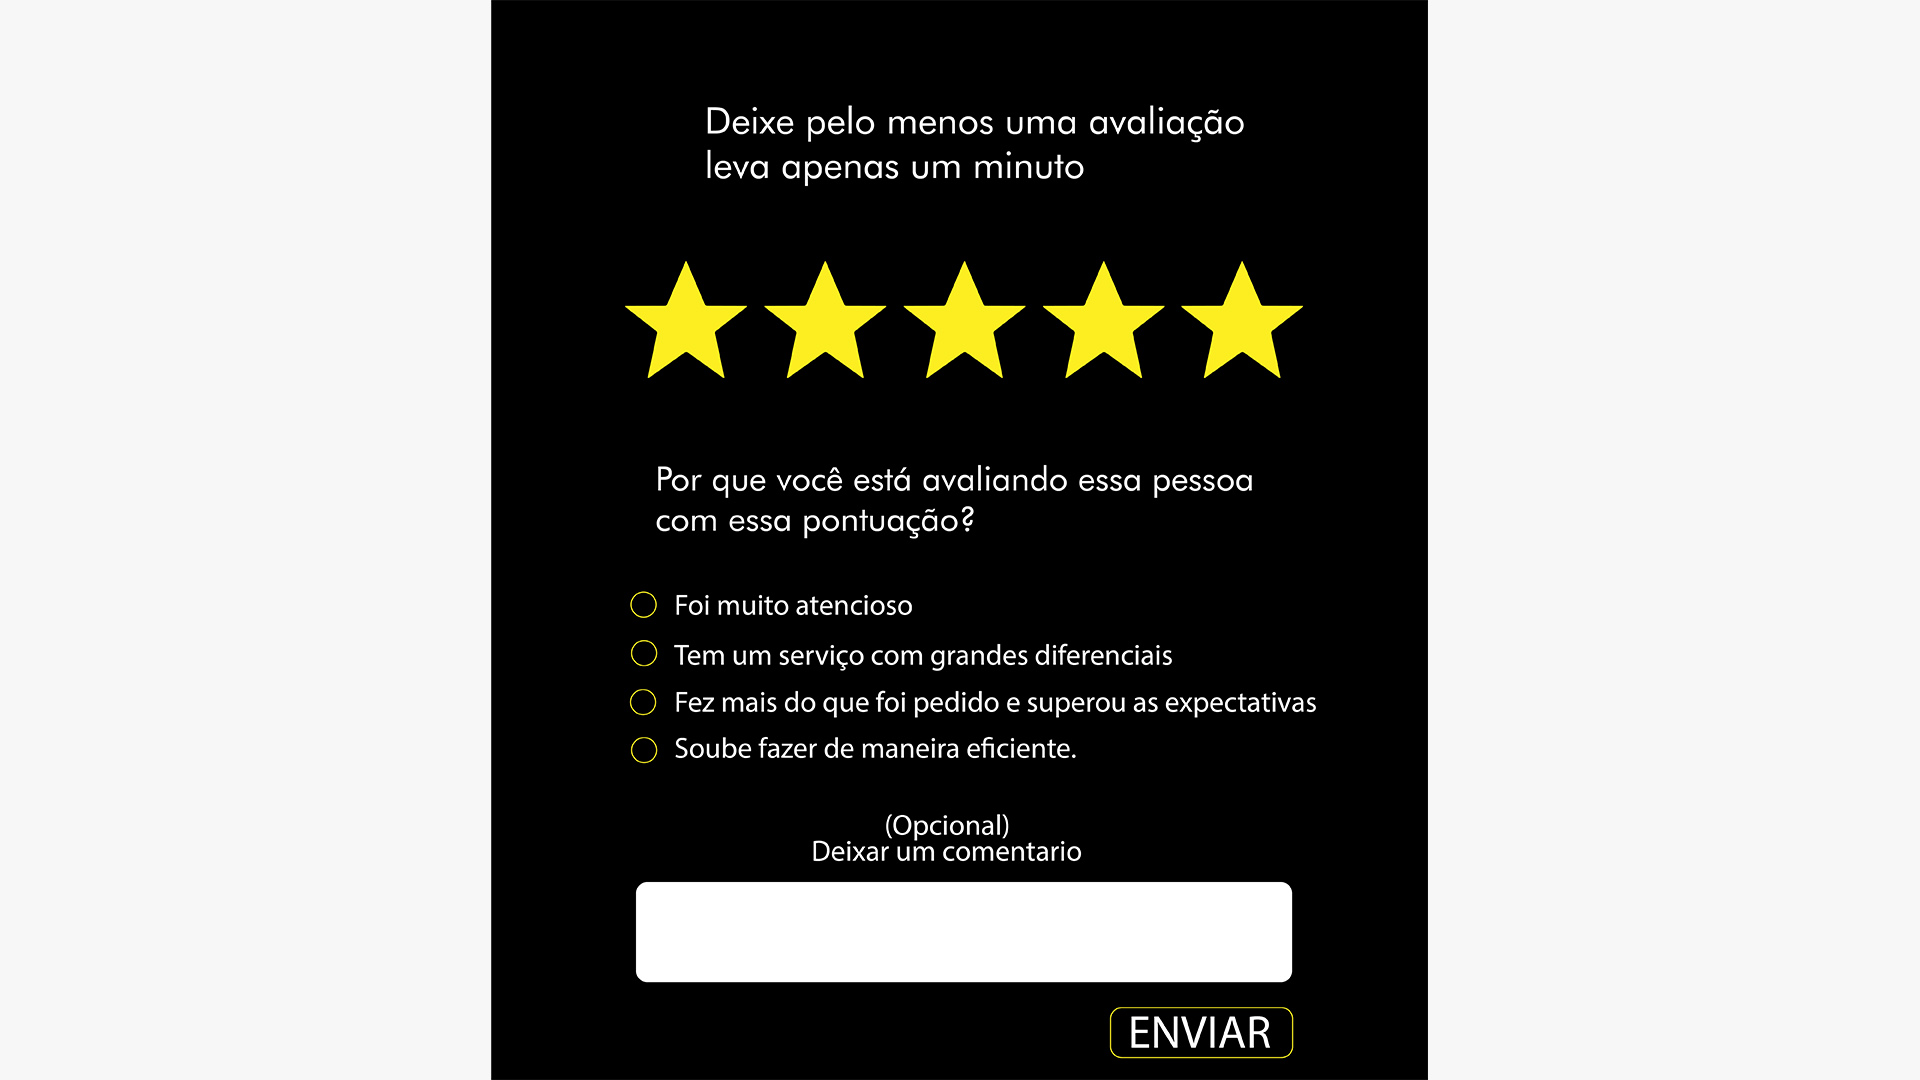 Deixe pelo menos uma avaliação
leva apenas um minuto
Por que você está avaliando essa pessoa
com essa pontuação?
Foi muito atencioso
Tem um serviço com grandes diferenciais
Fez mais do que foi pedido e superou as expectativas
Soube fazer de maneira eficiente.
(Opcional)
Deixar um comentario
ENVIAR